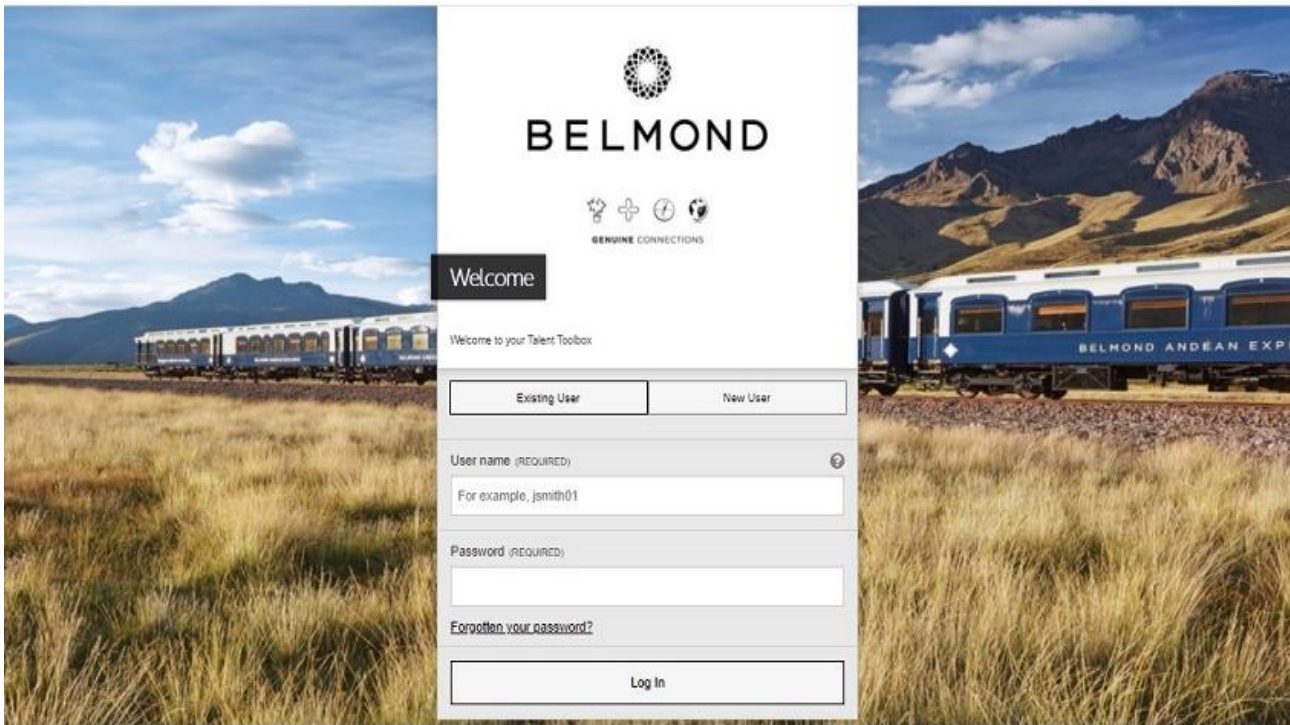 BELMOND
GENUINE CONNECTIONS
Welcome
Welcome to your Talent Toolbox
Existing User
New User
User name (REQUIRED)
For example, jsmith01
Password (REQUIRED)
Forgotten your password?
Log In
BELMOND ANDEAN EXP